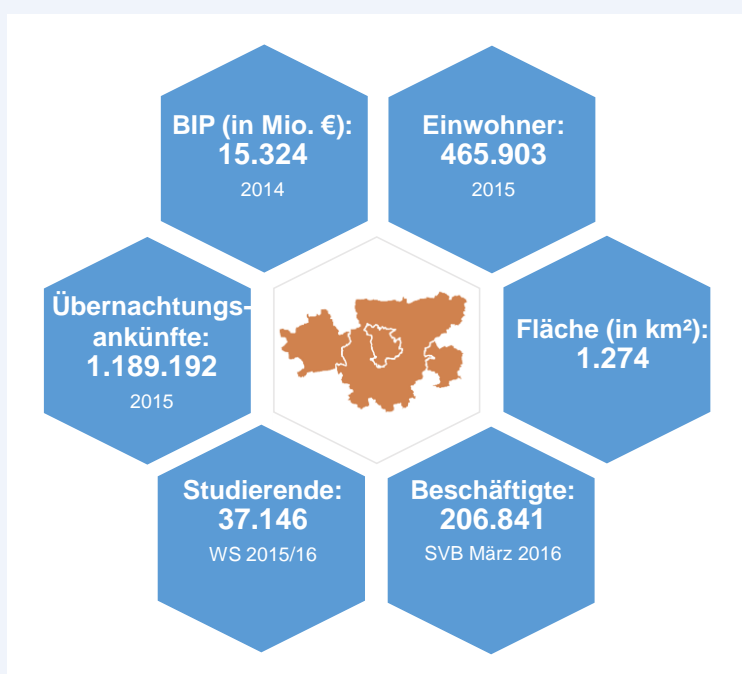 BIP (in Mio. €):
15.324
2014
Einwohner:
465.903
2015
Übernachtungs-
ankünfte:
1.189.192
2015
Fläche (in km²):
1.274
Studierende:
37.146
WS 2015/16
Beschäftigte:
206.841
SVB März 2016